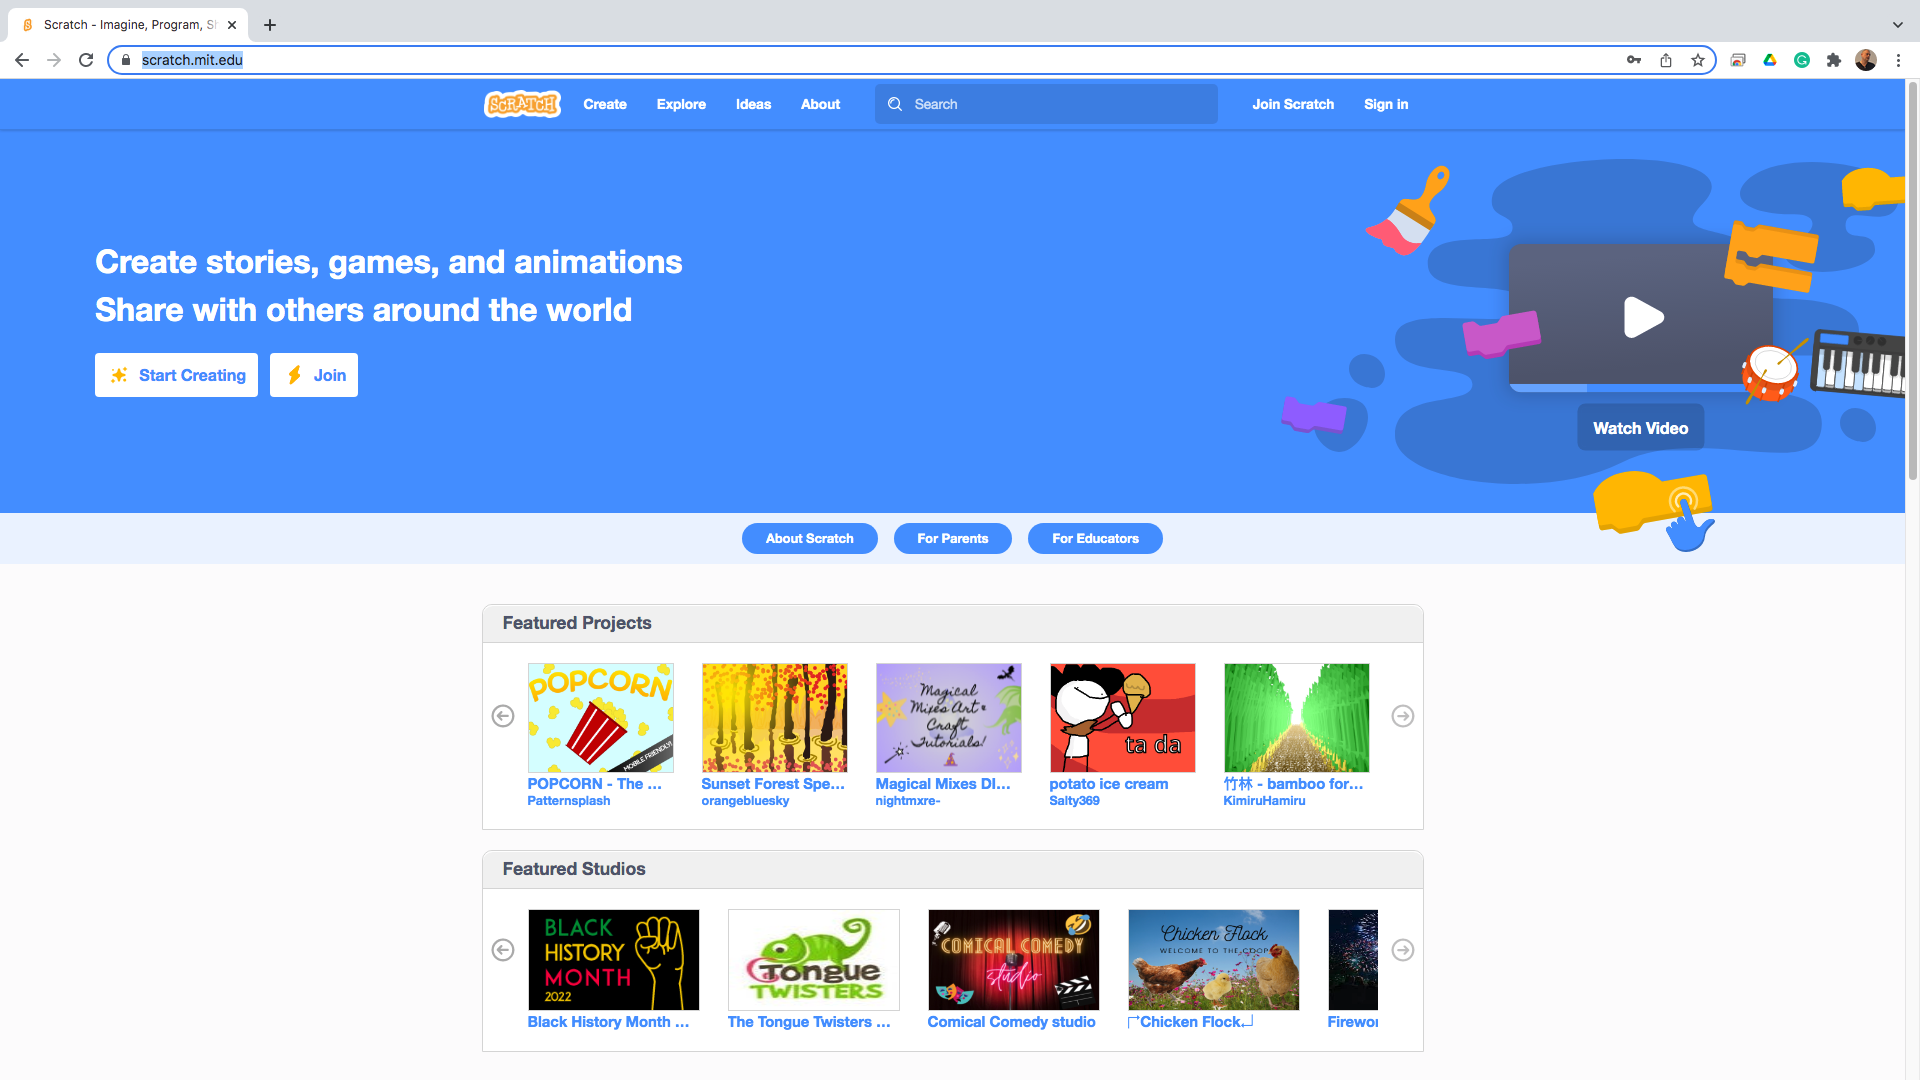 Scratch - Imagine, Program, Sh
scratch.mit.edu
SCRATCH
Create
Explore
Ideas
About
Search
Join Scratch
Sign in
Create stories, games, and animations
Share with others around the world
Start Creating
Join
Watch Video
About Scratch
For Parents
For Educators
Featured Projects
POPCORN
MOBILE FRIENDLY!
Magical
Mixes Art &
Craft
Tutorials!
ta da
POPCORN - The ...
Patternsplash
Sunset Forest Spe...
orangebluesky
Magical Mixes DI...
nightmxre-
potato ice cream
Salty369
竹林 - bamboo for...
KimiruHamiru
Featured Studios
BLACK
HISTORY
MONTH
2022
Tongue
TWISTERS
COMICAL COMEDY
studio
Chicken Flock
WELCOME TO THE COOP
Black History Month ...
The Tongue Twisters ...
Comical Comedy studio
┌Chicken Flock┘
Firewor